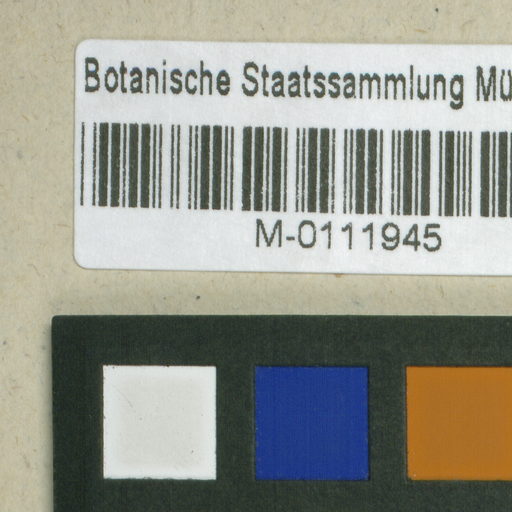 Botanische Staatssammlung Mü
M-0111945